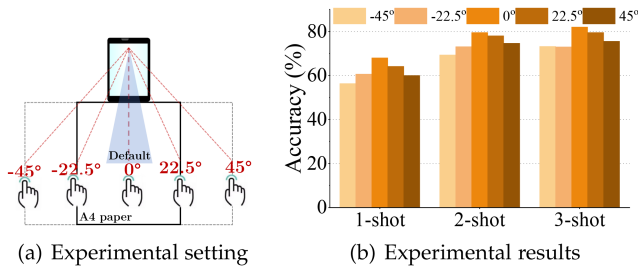 -45° -22.5° 0° 22.5° 45°
Default
A4 paper
(a) Experimental setting
-45° -22.5° 0° 22.5° 45°
Accuracy (%)
80
60
40
20
0
1-shot 2-shot 3-shot
(b) Experimental results